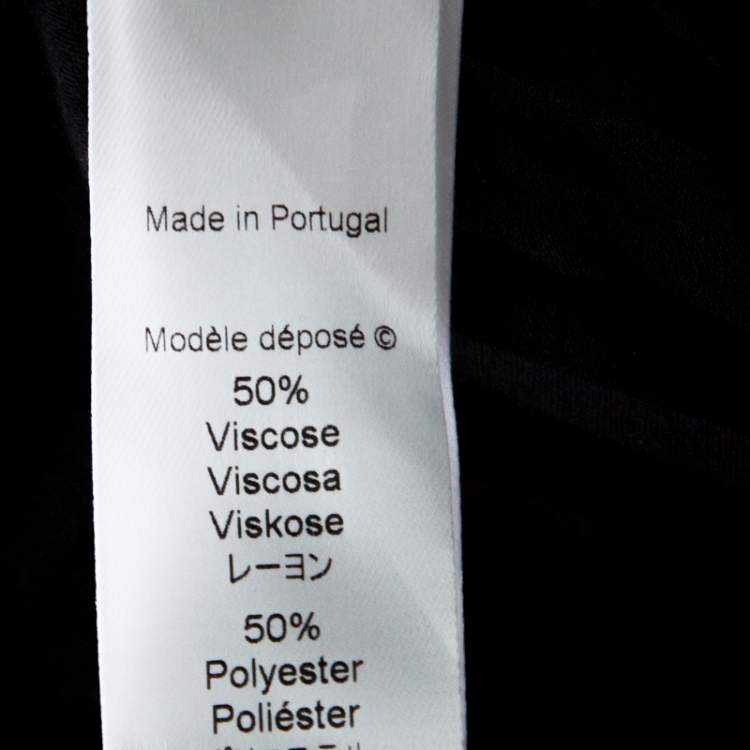 Made in Portugal
Modèle déposé ©
50%
Viscose
Viscosa
Viskose
レーヨン
50%
Polyester
Poliéster